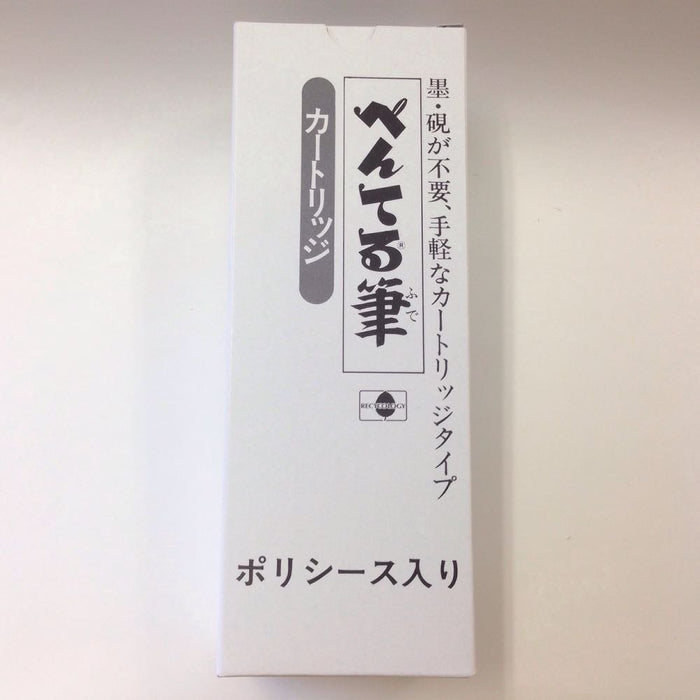 墨・硯が不要、手軽なカートリッジタイプ
ぺんてる®筆
ふで
カートリッジ
RECYCOLOGY
ポリシース入り